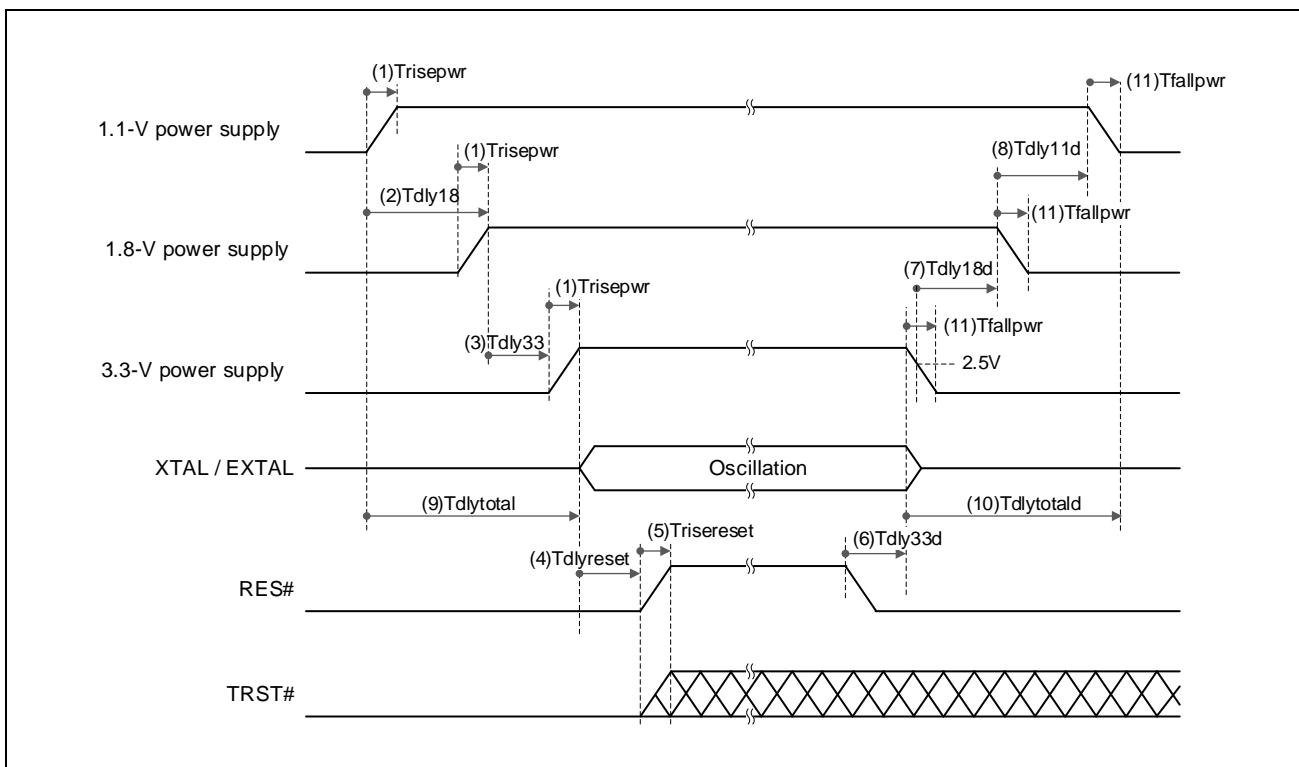 (1)Trisepwr
(11)Tfallpwr
1.1-V power supply
(1)Trisepwr
(8)Tdly11d
(2)Tdly18
(11)Tfallpwr
1.8-V power supply
(7)Tdly18d
(1)Trisepwr
(11)Tfallpwr
(3)Tdly33
3.3-V power supply
2.5V
XTAL / EXTAL
Oscillation
(9)Tdlytotal
(10)Tdlytotald
(5)Trisereset
(6)Tdly33d
(4)Tdlyreset
RES#
TRST#